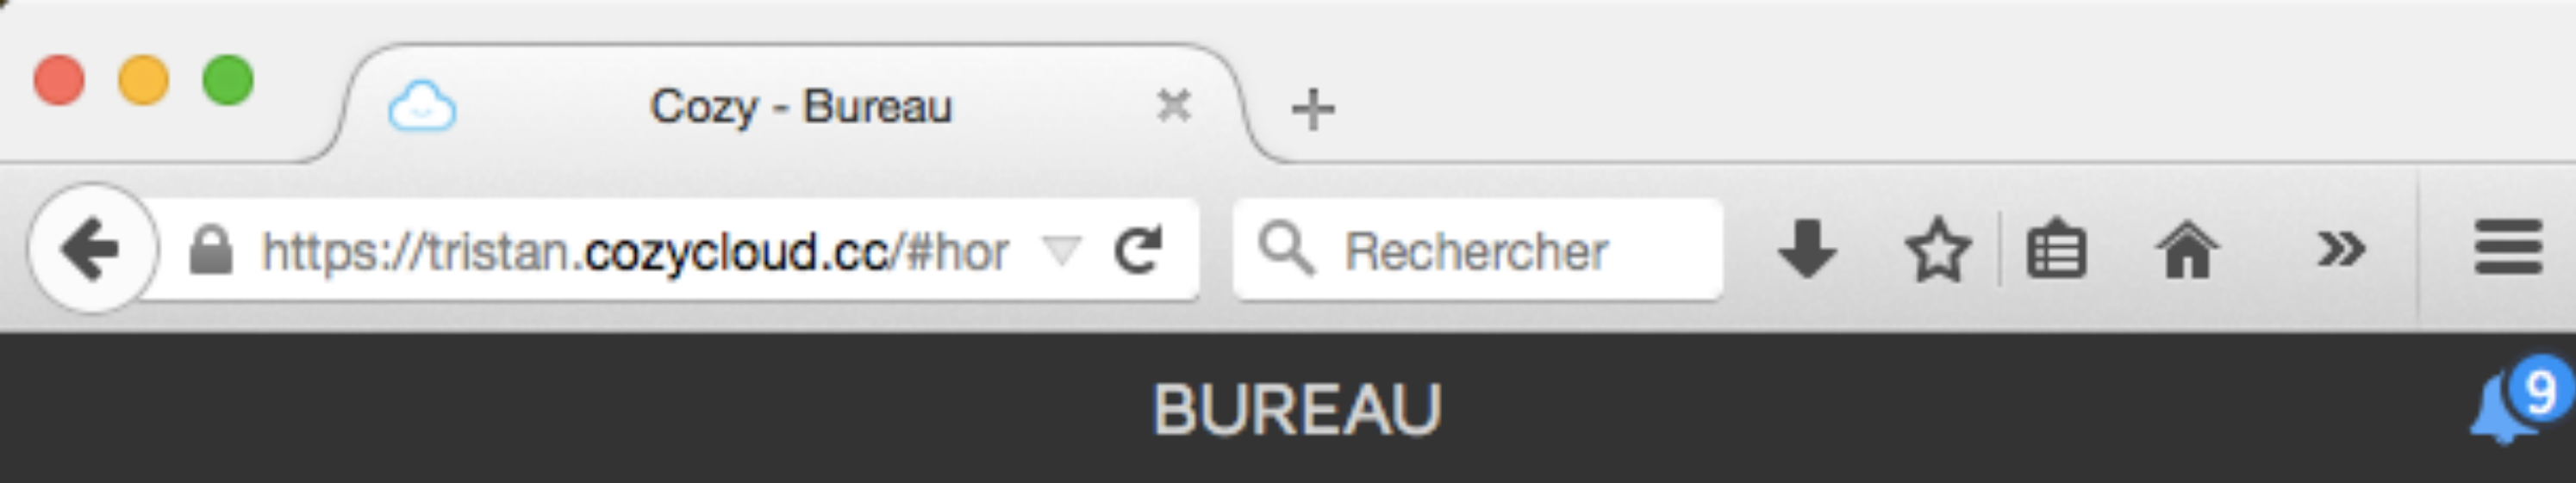 Cozy - Bureau
https://tristan.cozycloud.cc/#hor
Rechercher
BUREAU
9